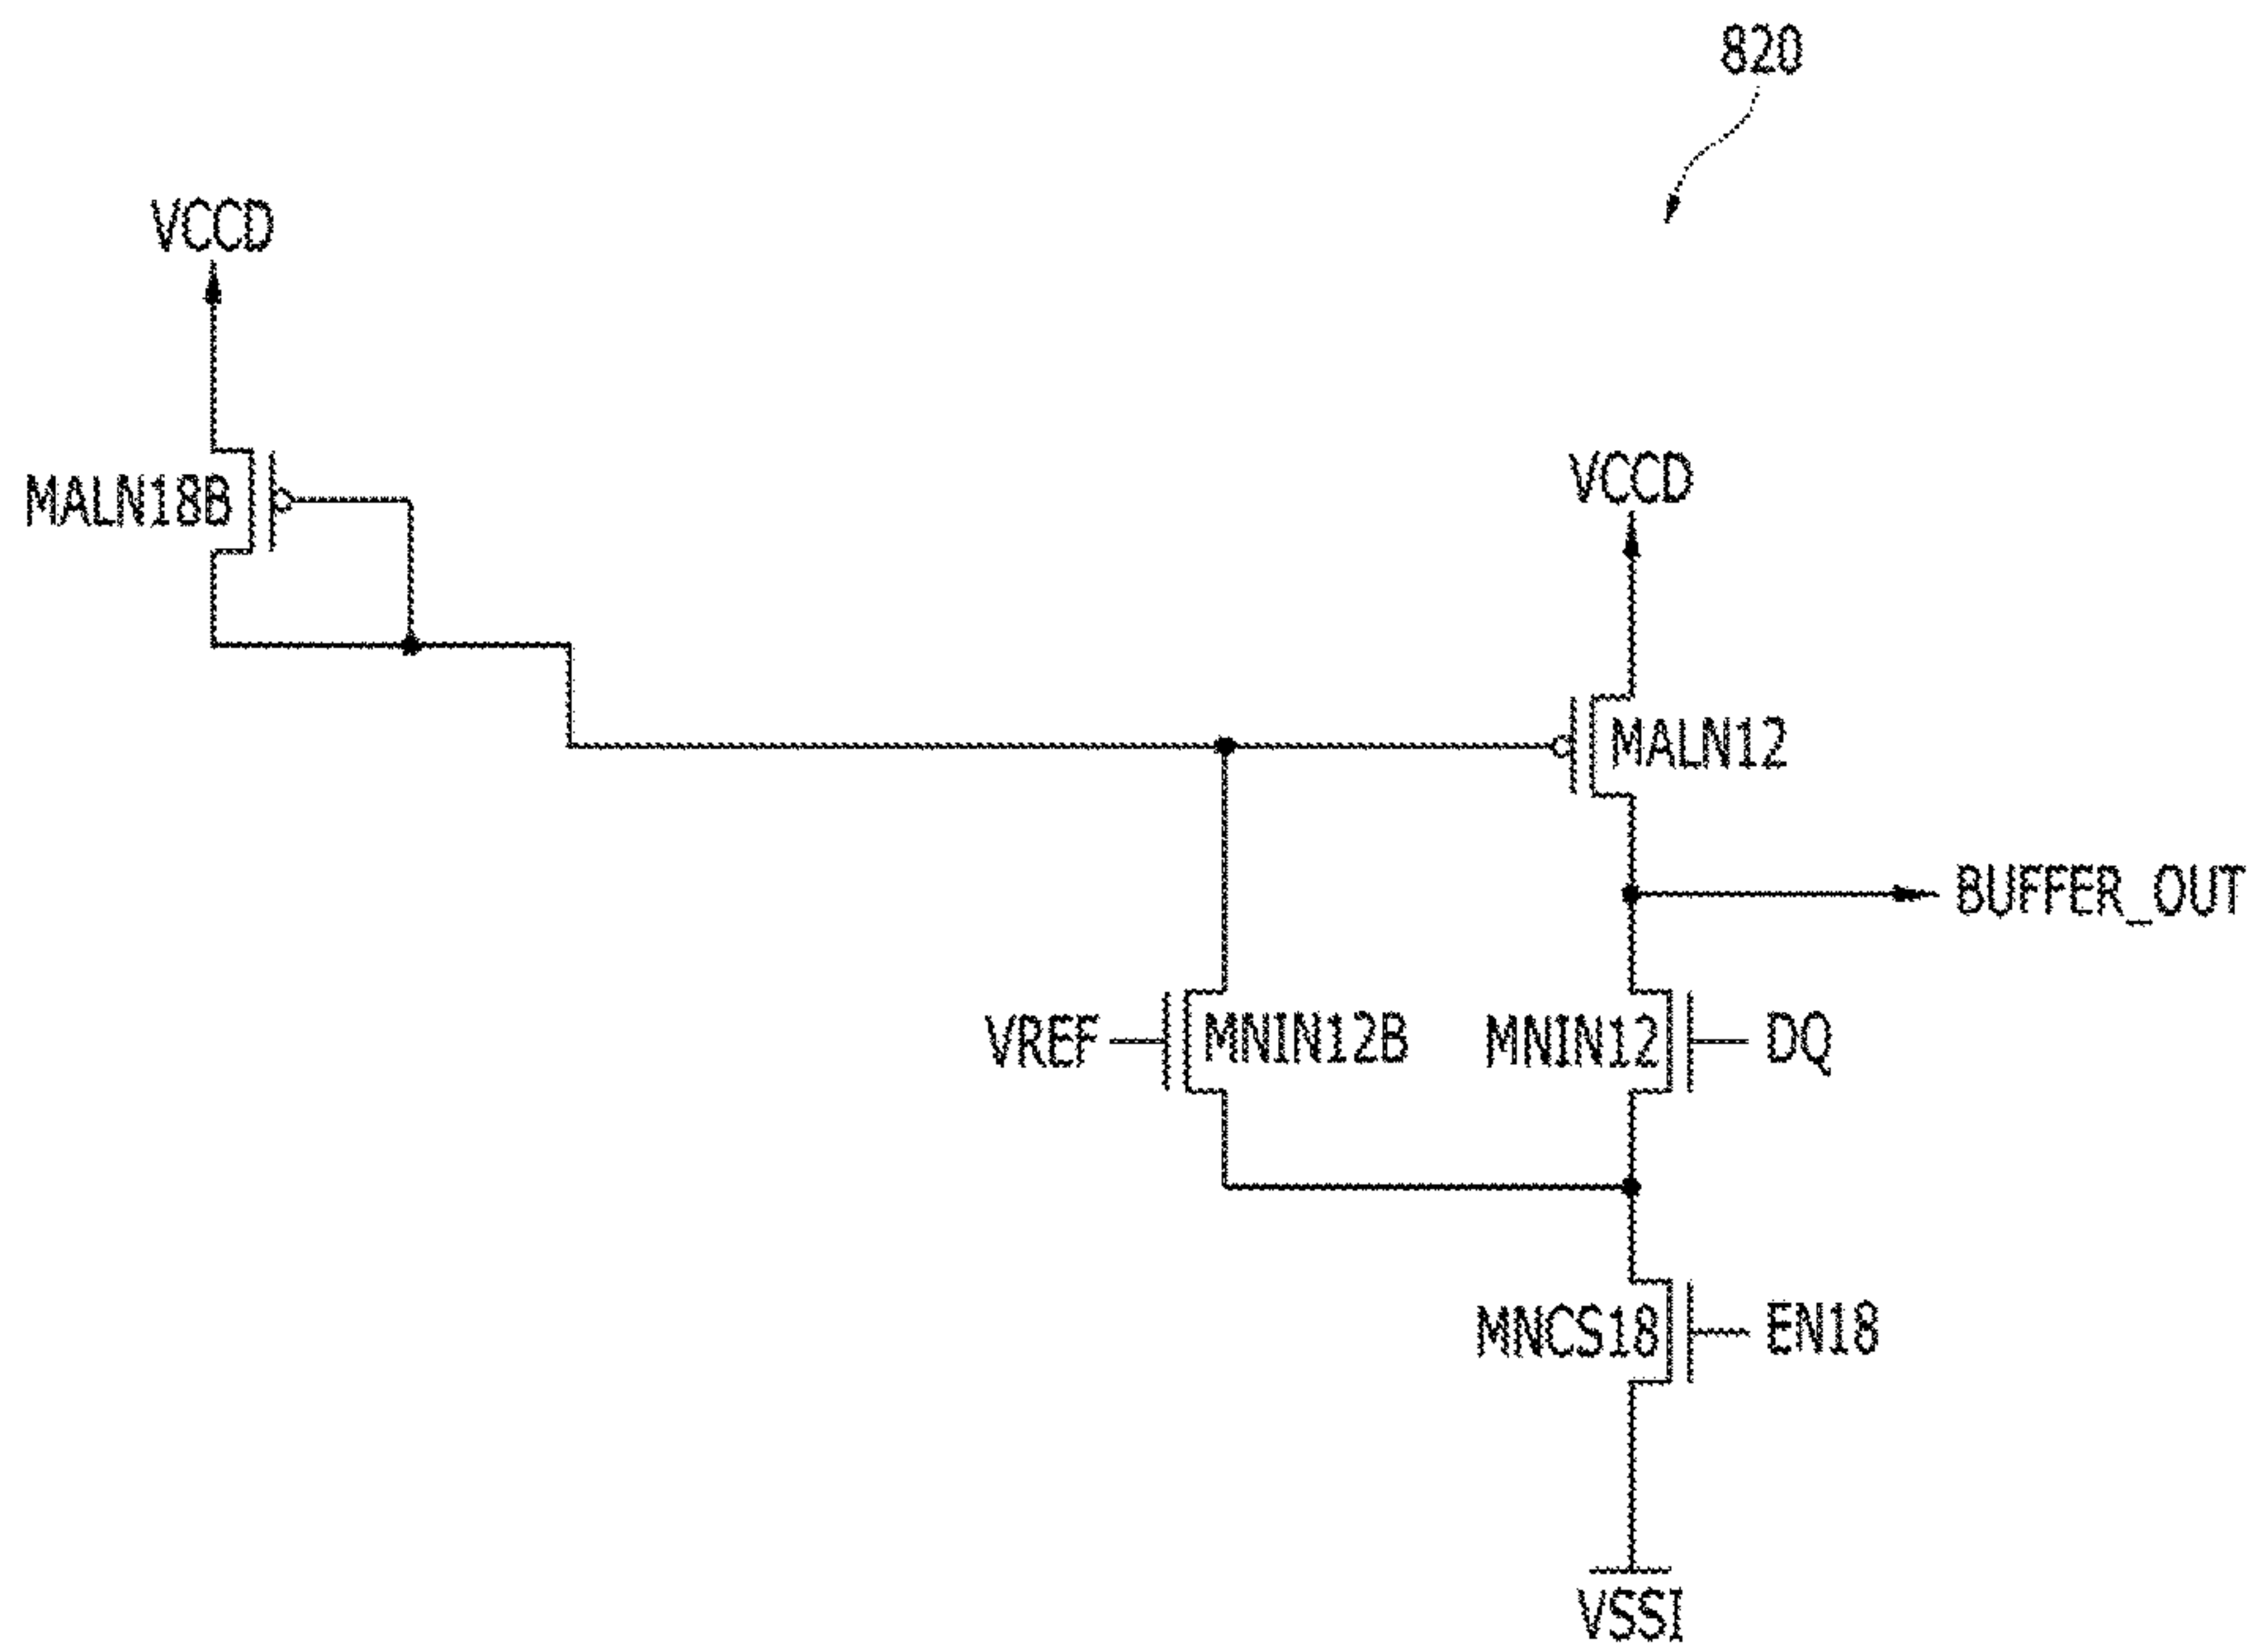 820
VCCD
VCCD
MALN18B
MALN12
BUFFER_OUT
VREF MNIN12B MNIN12 DQ
MNCS18 EN18
VSSI